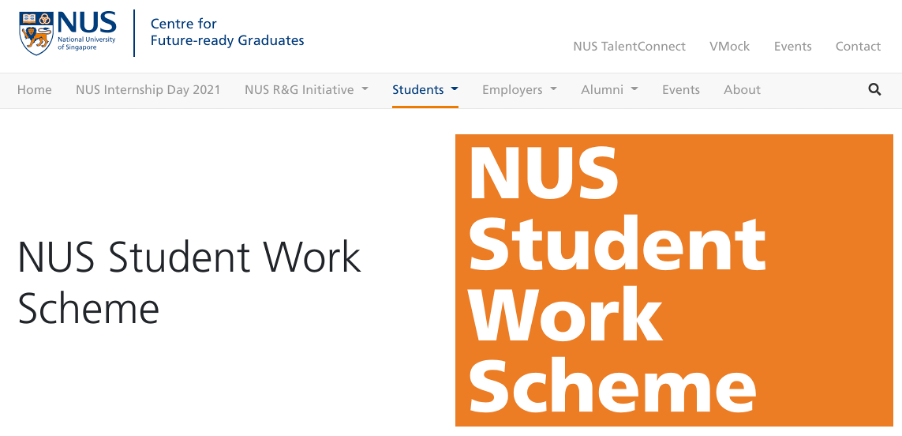 NUS
National University
of Singapore
Centre for
Future-ready Graduates
NUS TalentConnect VMock Events Contact
Home NUS Internship Day 2021 NUS R&G Initiative Students Employers Alumni Events About
NUS Student Work
Scheme
NUS
Student
Work
Scheme